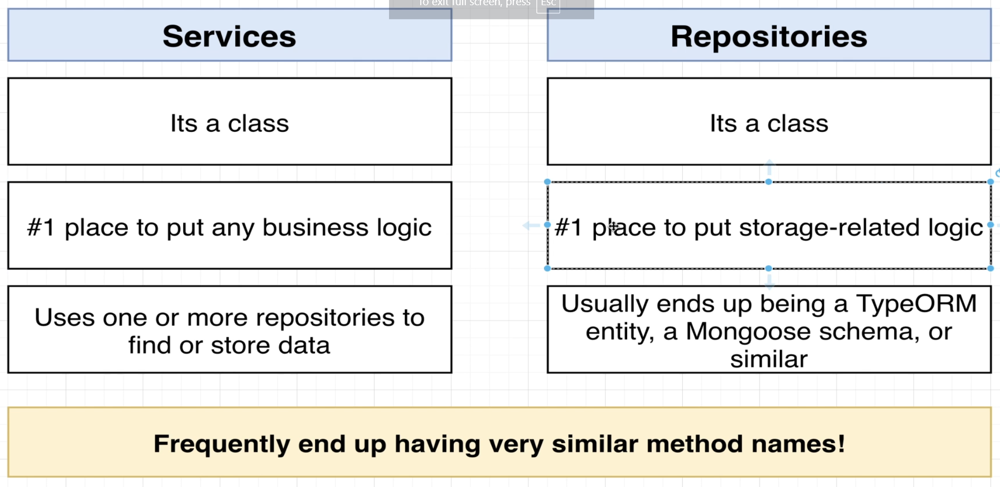 To exit full screen, press Esc
Services
Repositories
Its a class
Its a class
#1 place to put any business logic
#1 place to put storage-related logic
Uses one or more repositories to
find or store data
Usually ends up being a TypeORM
entity, a Mongoose schema, or
similar
Frequently end up having very similar method names!